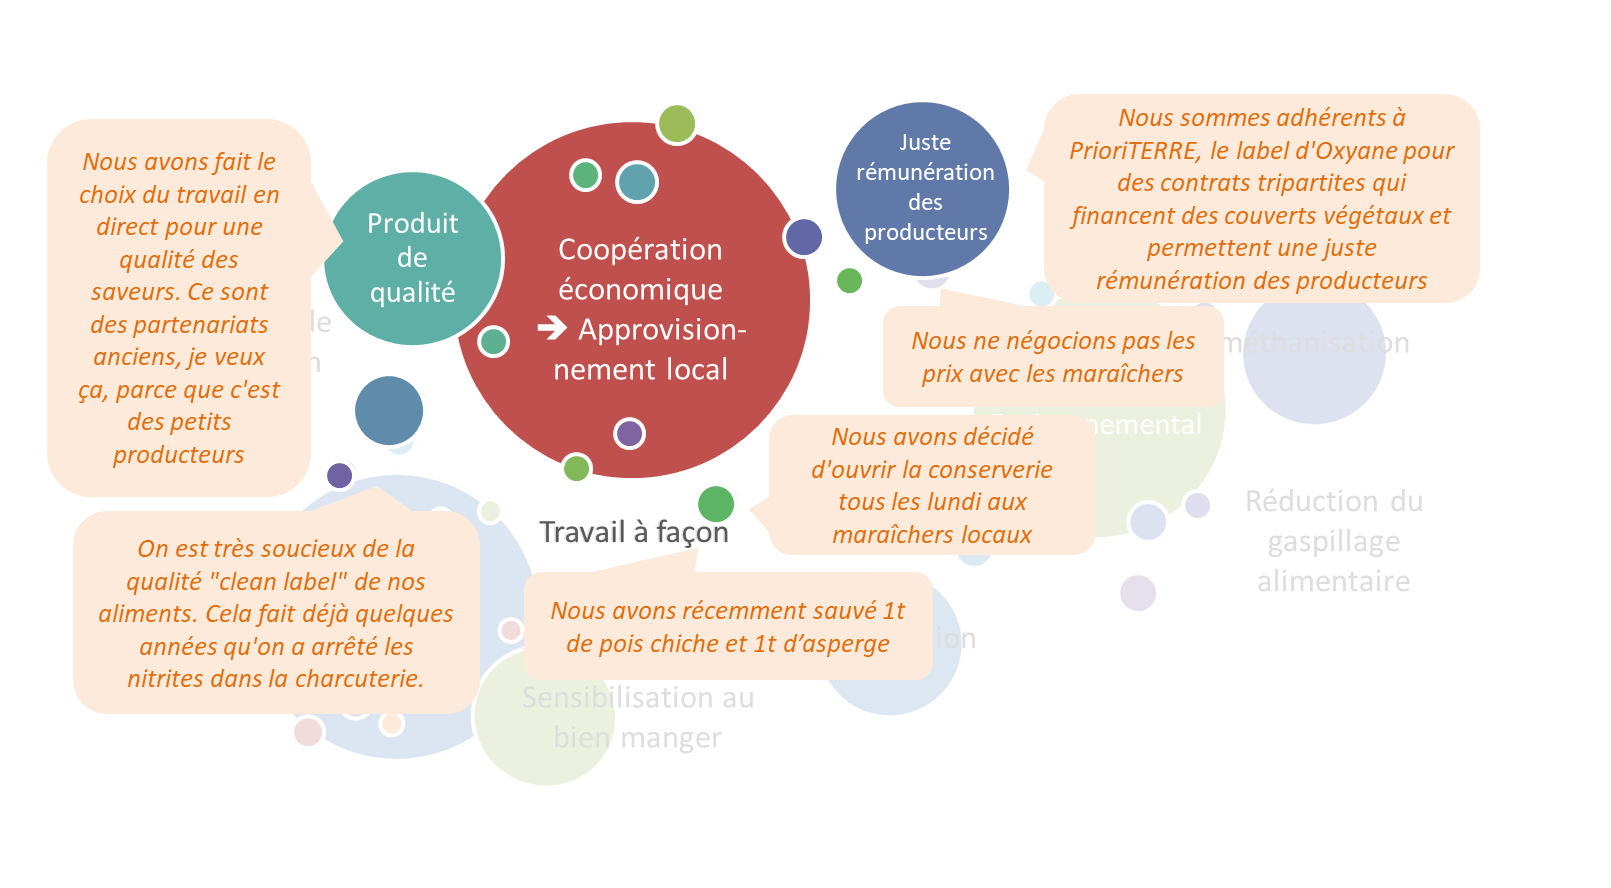 Nous avons fait le
choix du travail en
direct pour une
qualité des
saveurs. Ce sont
des partenariats
anciens, je veux
ça, parce que c'est
des petits
producteurs
Produit
de
qualité
Coopération
économique
➔ Approvision-
nement local
Juste
rémunération
des
producteurs
Nous sommes adhérents à
PrioriTERRE, le label d'Oxyane pour
des contrats tripartites qui
financent des couverts végétaux et
permettent une juste
rémunération des producteurs
Nous ne négocions pas les
prix avec les maraîchers
méthanisation
Nous avons décidé
d'ouvrir la conserverie
tous les lundi aux
maraîchers locaux
Travail à façon
Réduction du
gaspillage
alimentaire
On est très soucieux de la
qualité "clean label" de nos
aliments. Cela fait déjà quelques
années qu'on a arrêté les
nitrites dans la charcuterie.
Nous avons récemment sauvé 1t
de pois chiche et 1t d’asperge
Sensibilisation au
bien manger